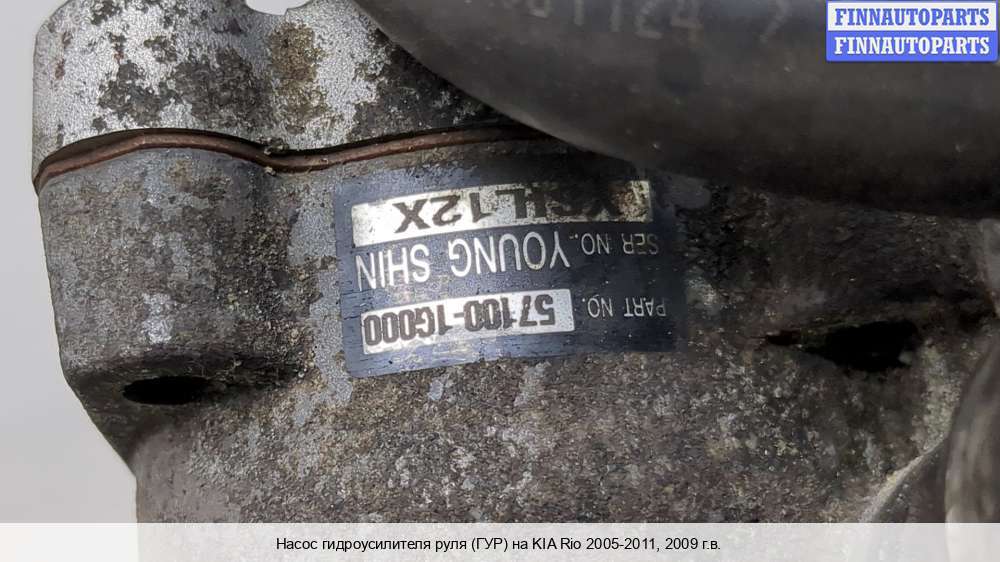 FINNAUTOPARTS
FINNAUTOPARTS
PART NO. 57100-1G000
YOUNG SHIN
SER NO.
Насос гидроусилителя руля (ГУР) на KIA Rio 2005-2011, 2009 г.в.